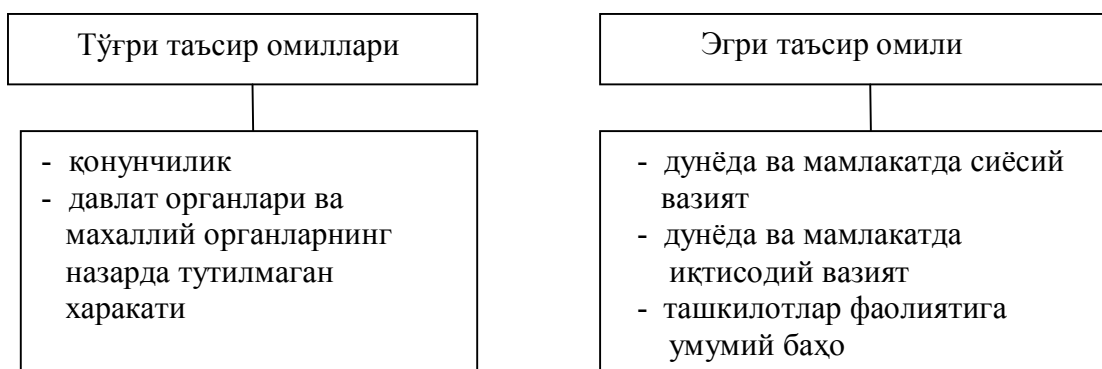 Тўғри таъсир омиллари
- қонунчилик
- давлат органлари ва
махаллий органларнинг
назарда тутилмаган
харакати
Эгри таъсир омили
- дунёда ва мамлакатда сиёсий
вазият
- дунёда ва мамлакатда
иқтисодий вазият
- ташкилотлар фаолиятига
умумий баҳо